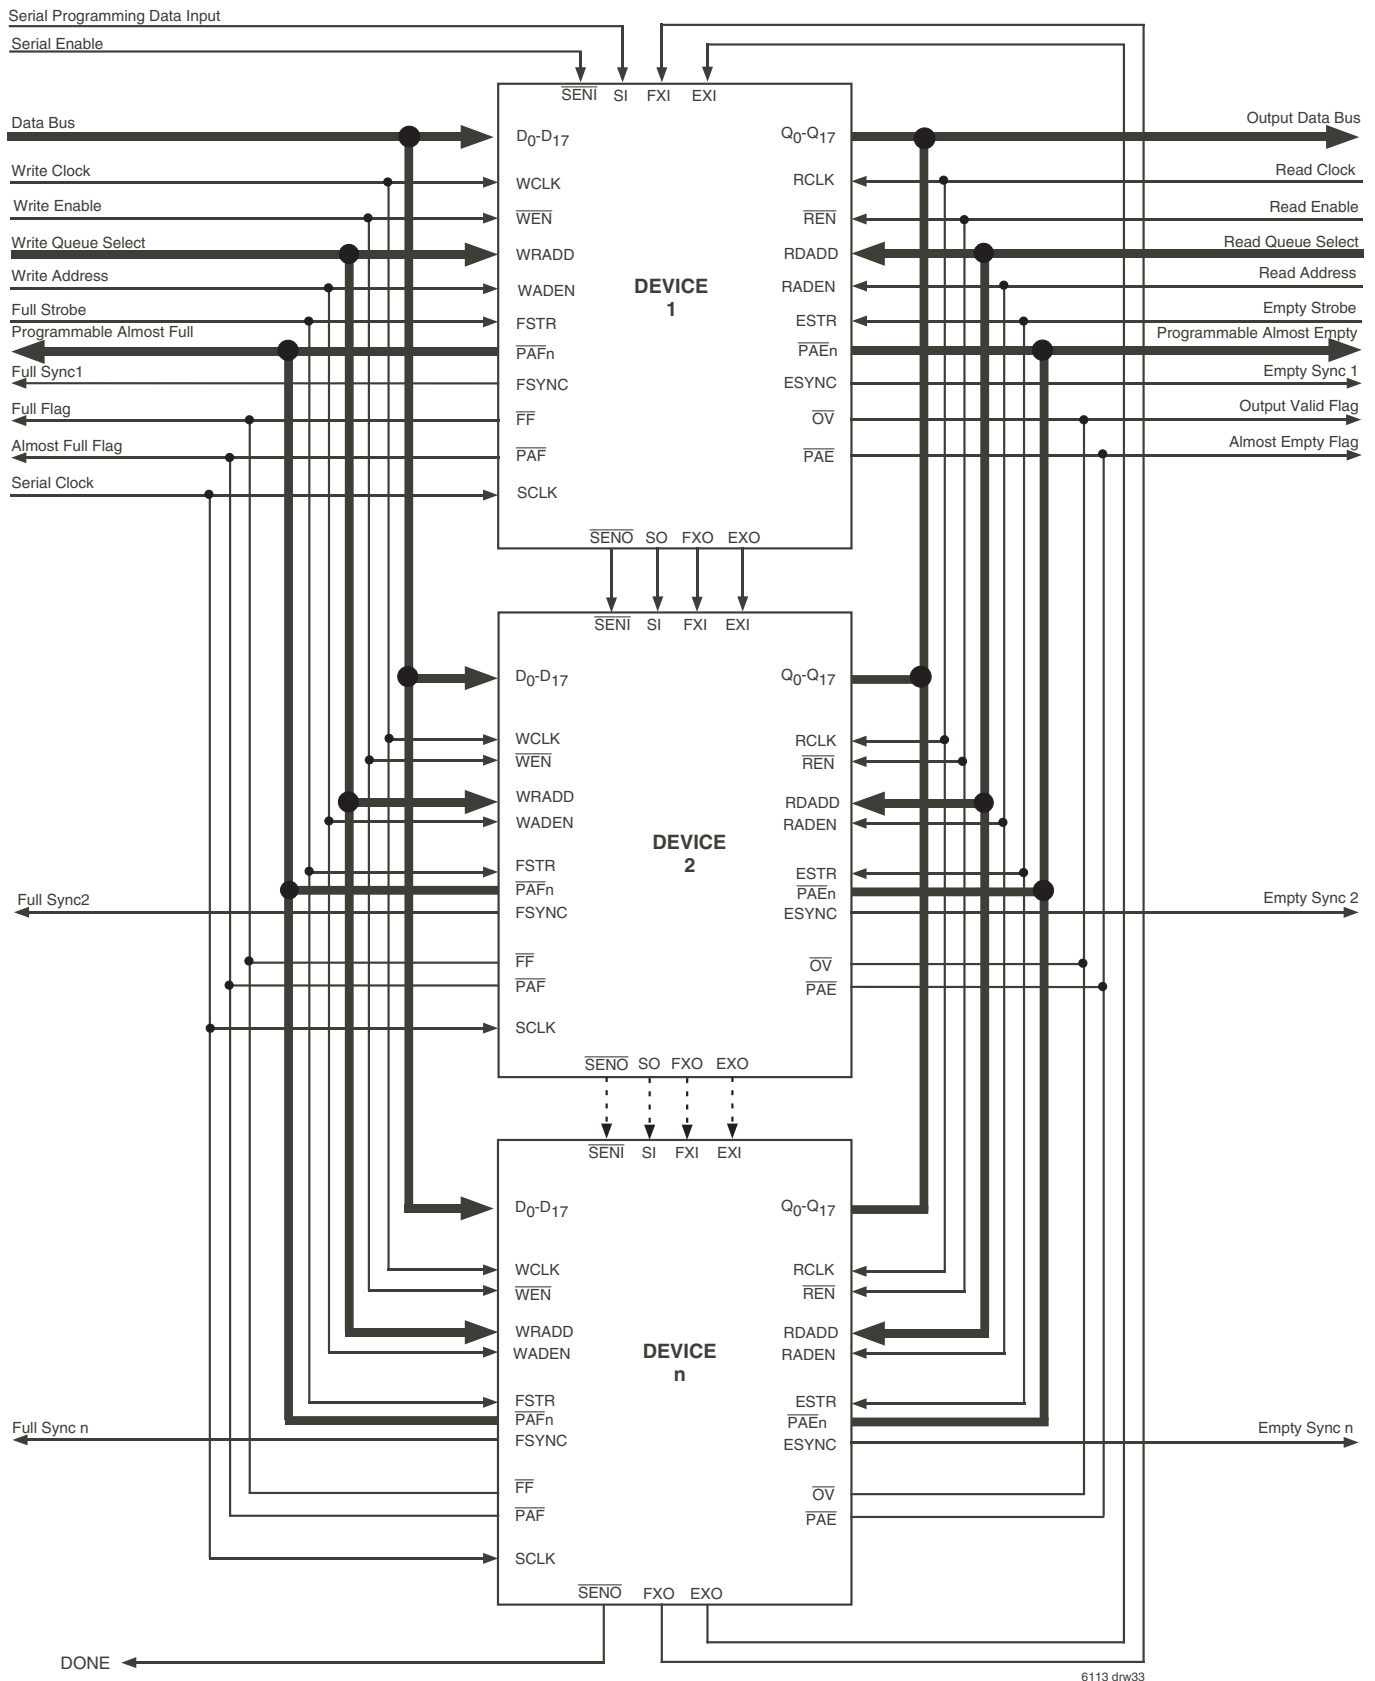 Serial Programming Data Input
Serial Enable
SENI SI FXI EXI
Data Bus
D0-D17
Q0-Q17
Output Data Bus
Write Clock
WCLK
RCLK
Read Clock
Write Enable
WEN
REN
Read Enable
Write Queue Select
WRADD
RDADD
Read Queue Select
Write Address
WADEN
RADEN
Read Address
DEVICE
1
Full Strobe
FSTR
ESTR
Empty Strobe
Programmable Almost Full
PAFn
PAEn
Programmable Almost Empty
Full Sync1
FSYNC
ESYNC
Empty Sync 1
Full Flag
FF
OV
Output Valid Flag
Almost Full Flag
PAF
PAE
Almost Empty Flag
Serial Clock
SCLK
SENO SO FXO EXO
SENI SI FXI EXI
D0-D17
Q0-Q17
WCLK
RCLK
WEN
REN
WRADD
RDADD
WADEN
RADEN
DEVICE
2
FSTR
ESTR
PAFn
PAEn
Full Sync2
FSYNC
ESYNC
Empty Sync 2
FF
OV
PAF
PAE
SCLK
SENO SO FXO EXO
SENI SI FXI EXI
D0-D17
Q0-Q17
WCLK
RCLK
WEN
REN
WRADD
RDADD
WADEN
RADEN
DEVICE
n
FSTR
ESTR
PAFn
PAEn
Full Sync n
FSYNC
ESYNC
Empty Sync n
FF
OV
PAF
PAE
SCLK
SENO FXO EXO
DONE
6113 drw33